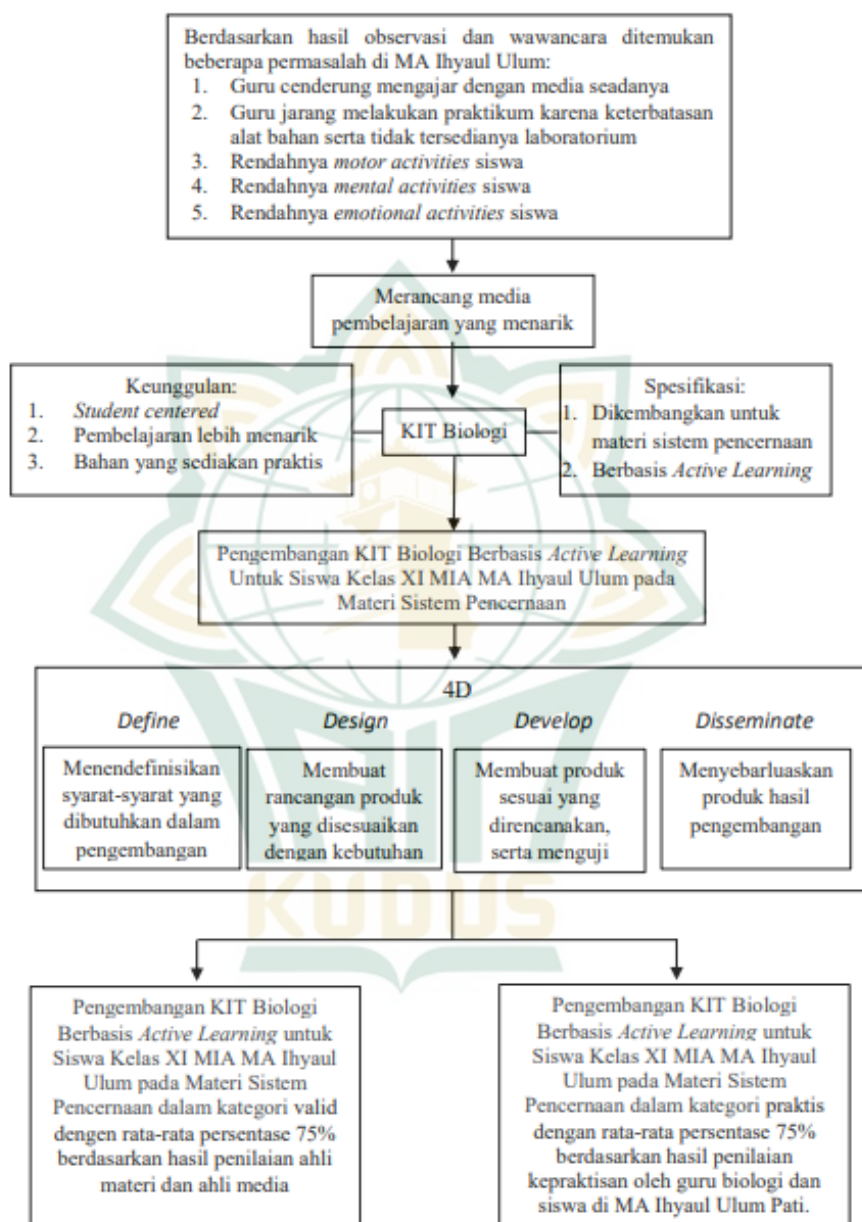 Berdasarkan hasil observasi dan wawancara ditemukan
beberapa permasalah di MA Ihyaul Ulum:
1. Guru cenderung mengajar dengan media seadanya
2. Guru jarang melakukan praktikum karena keterbatasan
alat bahan serta tidak tersedianya laboratorium
3. Rendahnya motor activities siswa
4. Rendahnya mental activities siswa
5. Rendahnya emotional activities siswa
Merancang media
pembelajaran yang menarik
Keunggulan:
1. Student centered
2. Pembelajaran lebih menarik
3. Bahan yang sediakan praktis
KIT Biologi
Spesifikasi:
1. Dikembangkan untuk
materi sistem pencernaan
2. Berbasis Active Learning
Pengembangan KIT Biologi Berbasis Active Learning
Untuk Siswa Kelas XI MIA MA Ihyaul Ulum pada
Materi Sistem Pencernaan
4D
Define
Menendefinisikan
syarat-syarat yang
dibutuhkan dalam
pengembangan
Design
Membuat
rancangan produk
yang disesuaikan
dengan kebutuhan
Develop
Membuat produk
sesuai yang
direncanakan,
serta menguji
Disseminate
Menyebarluaskan
produk hasil
pengembangan
KUDUS
Pengembangan KIT Biologi
Berbasis Active Learning untuk
Siswa Kelas XI MIA MA Ihyaul
Ulum pada Materi Sistem
Pencernaan dalam kategori valid
dengen rata-rata persentase 75%
berdasarkan hasil penilaian ahli
materi dan ahli media
Pengembangan KIT Biologi
Berbasis Active Learning untuk
Siswa Kelas XI MIA MA Ihyaul
Ulum pada Materi Sistem
Pencernaan dalam kategori praktis
dengan rata-rata persentase 75%
berdasarkan hasil penilaian
kepraktisan oleh guru biologi dan
siswa di MA Ihyaul Ulum Pati.